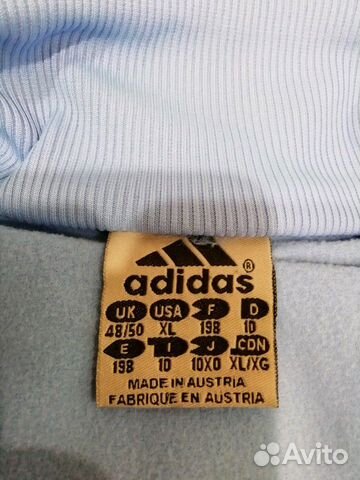 adidas ®
UK USA F D
48/50 XL 198 10
E I J CDN
198 10 10XO XL/XG
MADE IN AUSTRIA
FABRIQUE EN AUSTRIA
Avito